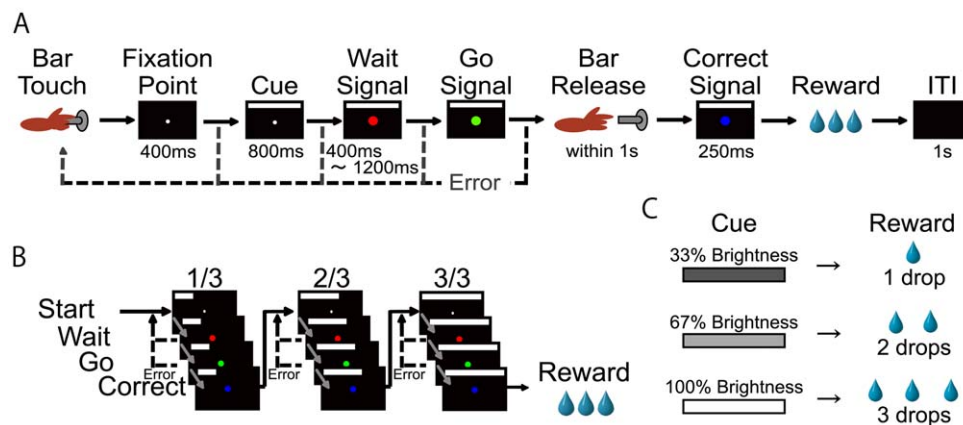 A
Bar Touch
Fixation Point
Cue
Wait Signal
Go Signal
Bar Release
Correct Signal
Reward
ITI
400ms
800ms
400ms
~ 1200ms
within 1s
250ms
1s
Error
B
1/3
2/3
3/3
Start
Wait
Go
Correct
Error
Error
Error
Reward
C
Cue
Reward
33% Brightness
1 drop
67% Brightness
2 drops
100% Brightness
3 drops